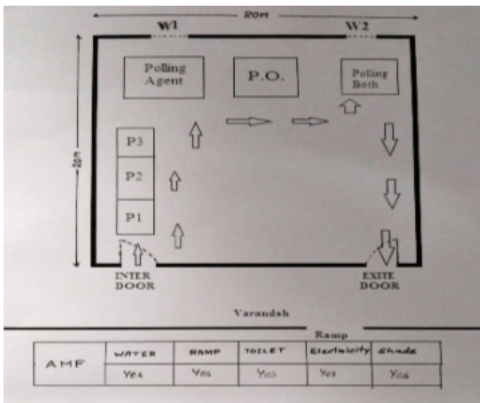 20M
W1
W2
Polling
Agent
P.O.
Polling
Both
P3
P2
P1
20M
INTER
DOOR
EXITE
DOOR
Varandah
Ramp
AMF
WATER RAMP TOILET Electricity Shade
Yes Yes Yes Yes Yes